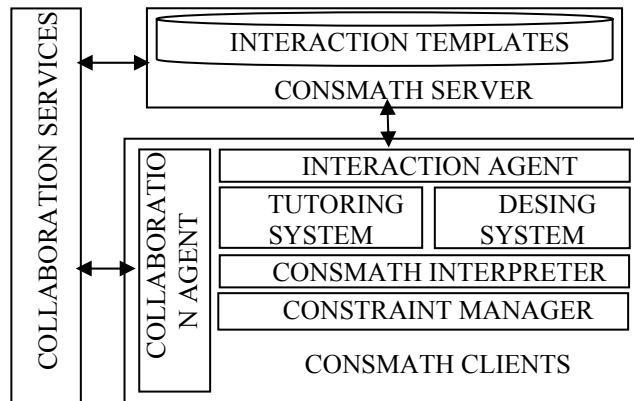 COLLABORATION SERVICES
INTERACTION TEMPLATES
CONSMATH SERVER
COLLABORATIO
N AGENT
INTERACTION AGENT
TUTORING
SYSTEM
DESING
SYSTEM
CONSMATH INTERPRETER
CONSTRAINT MANAGER
CONSMATH CLIENTS